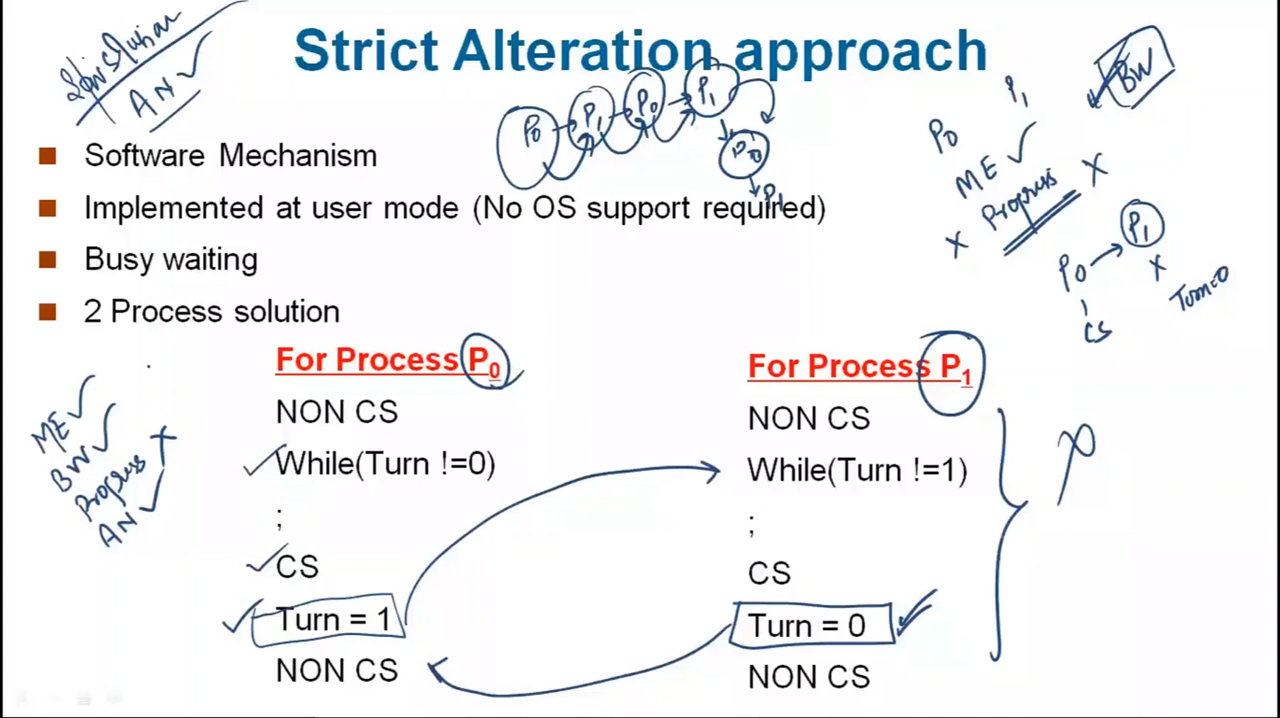 Strict Alteration approach
AN
BW
Software Mechanism
Implemented at user mode (No OS support required)
Busy waiting
2 Process solution
P0 P1 P0 P1
P0
P1
P0 P1
ME
Progress
P0 P1
Turn=0
CS
For Process P0
NON CS
While(Turn !=0)
;
CS
Turn = 1
NON CS
For Process P1
NON CS
While(Turn !=1)
;
CS
Turn = 0
NON CS
ME
BW
Progress
AN